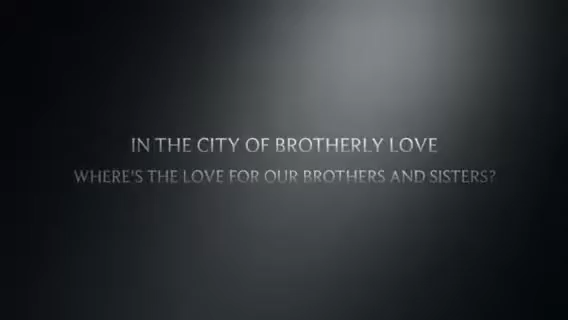 IN THE CITY OF BROTHERLY LOVE
WHERE'S THE LOVE FOR OUR BROTHERS AND SISTERS?